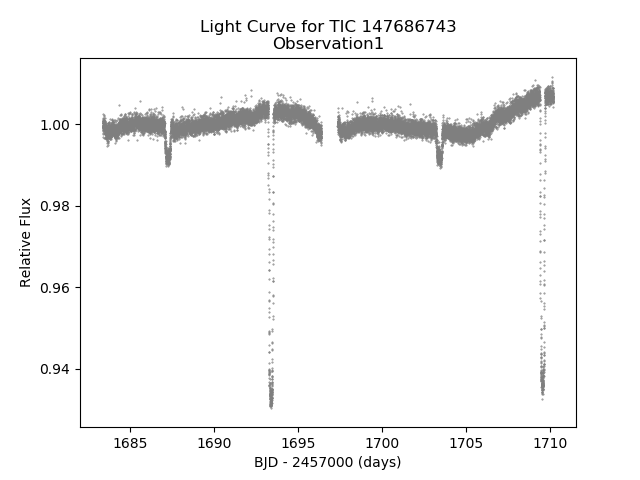 Light Curve for TIC 147686743
Observation1
1.00
0.98
0.96
0.94
Relative Flux
1685
1690
1695
1700
1705
1710
BJD - 2457000 (days)